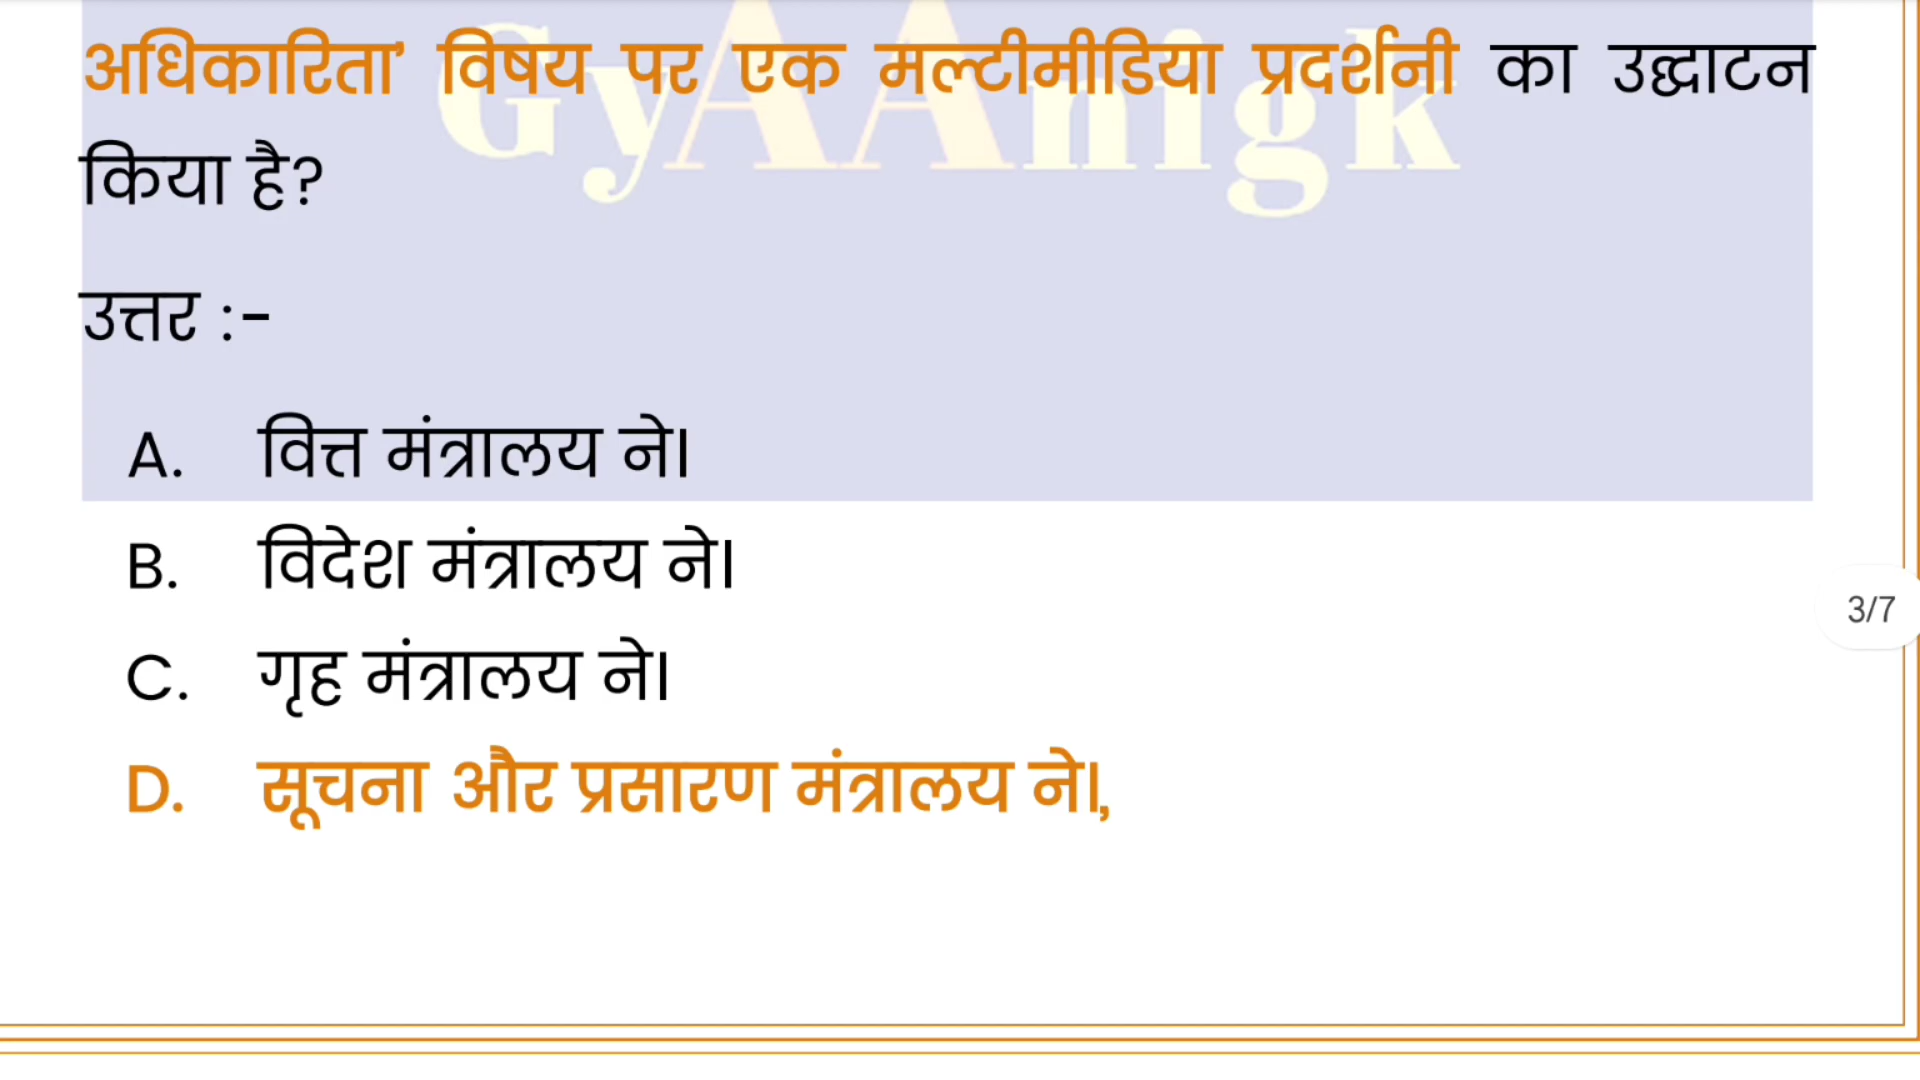 अधिकारिता’ विषय पर एक मल्टीमीडिया प्रदर्शनी का उद्घाटन
किया है?
GyAAnigk
उत्तर :-
A. वित्त मंत्रालय ने।
B. विदेश मंत्रालय ने।
3/7
C. गृह मंत्रालय ने।
D. सूचना और प्रसारण मंत्रालय ने।,